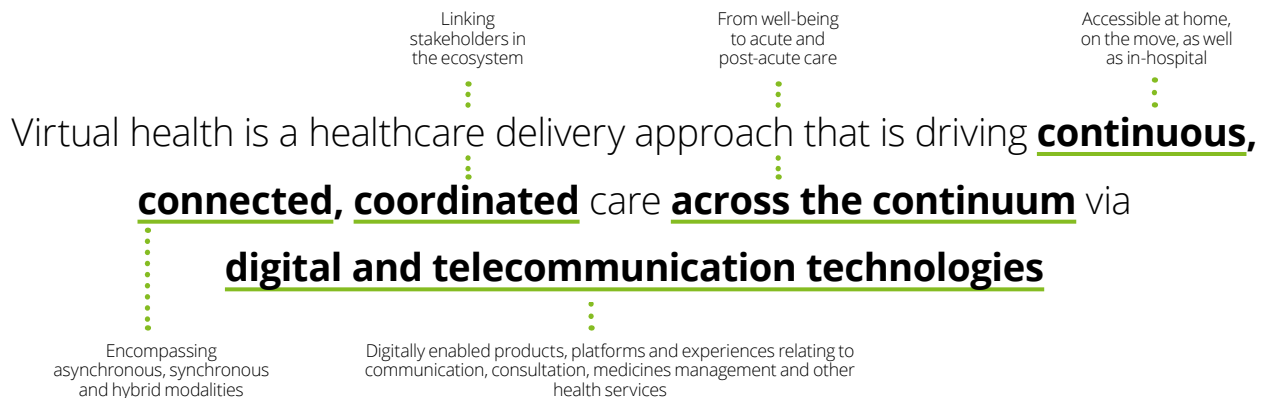 Linking
stakeholders in
the ecosystem
From well-being
to acute and
post-acute care
Accessible at home,
on the move, as well
as in-hospital
Virtual health is a healthcare delivery approach that is driving continuous,
connected, coordinated care across the continuum via
digital and telecommunication technologies
Encompassing
asynchronous, synchronous
and hybrid modalities
Digitally enabled products, platforms and experiences relating to
communication, consultation, medicines management and other
health services